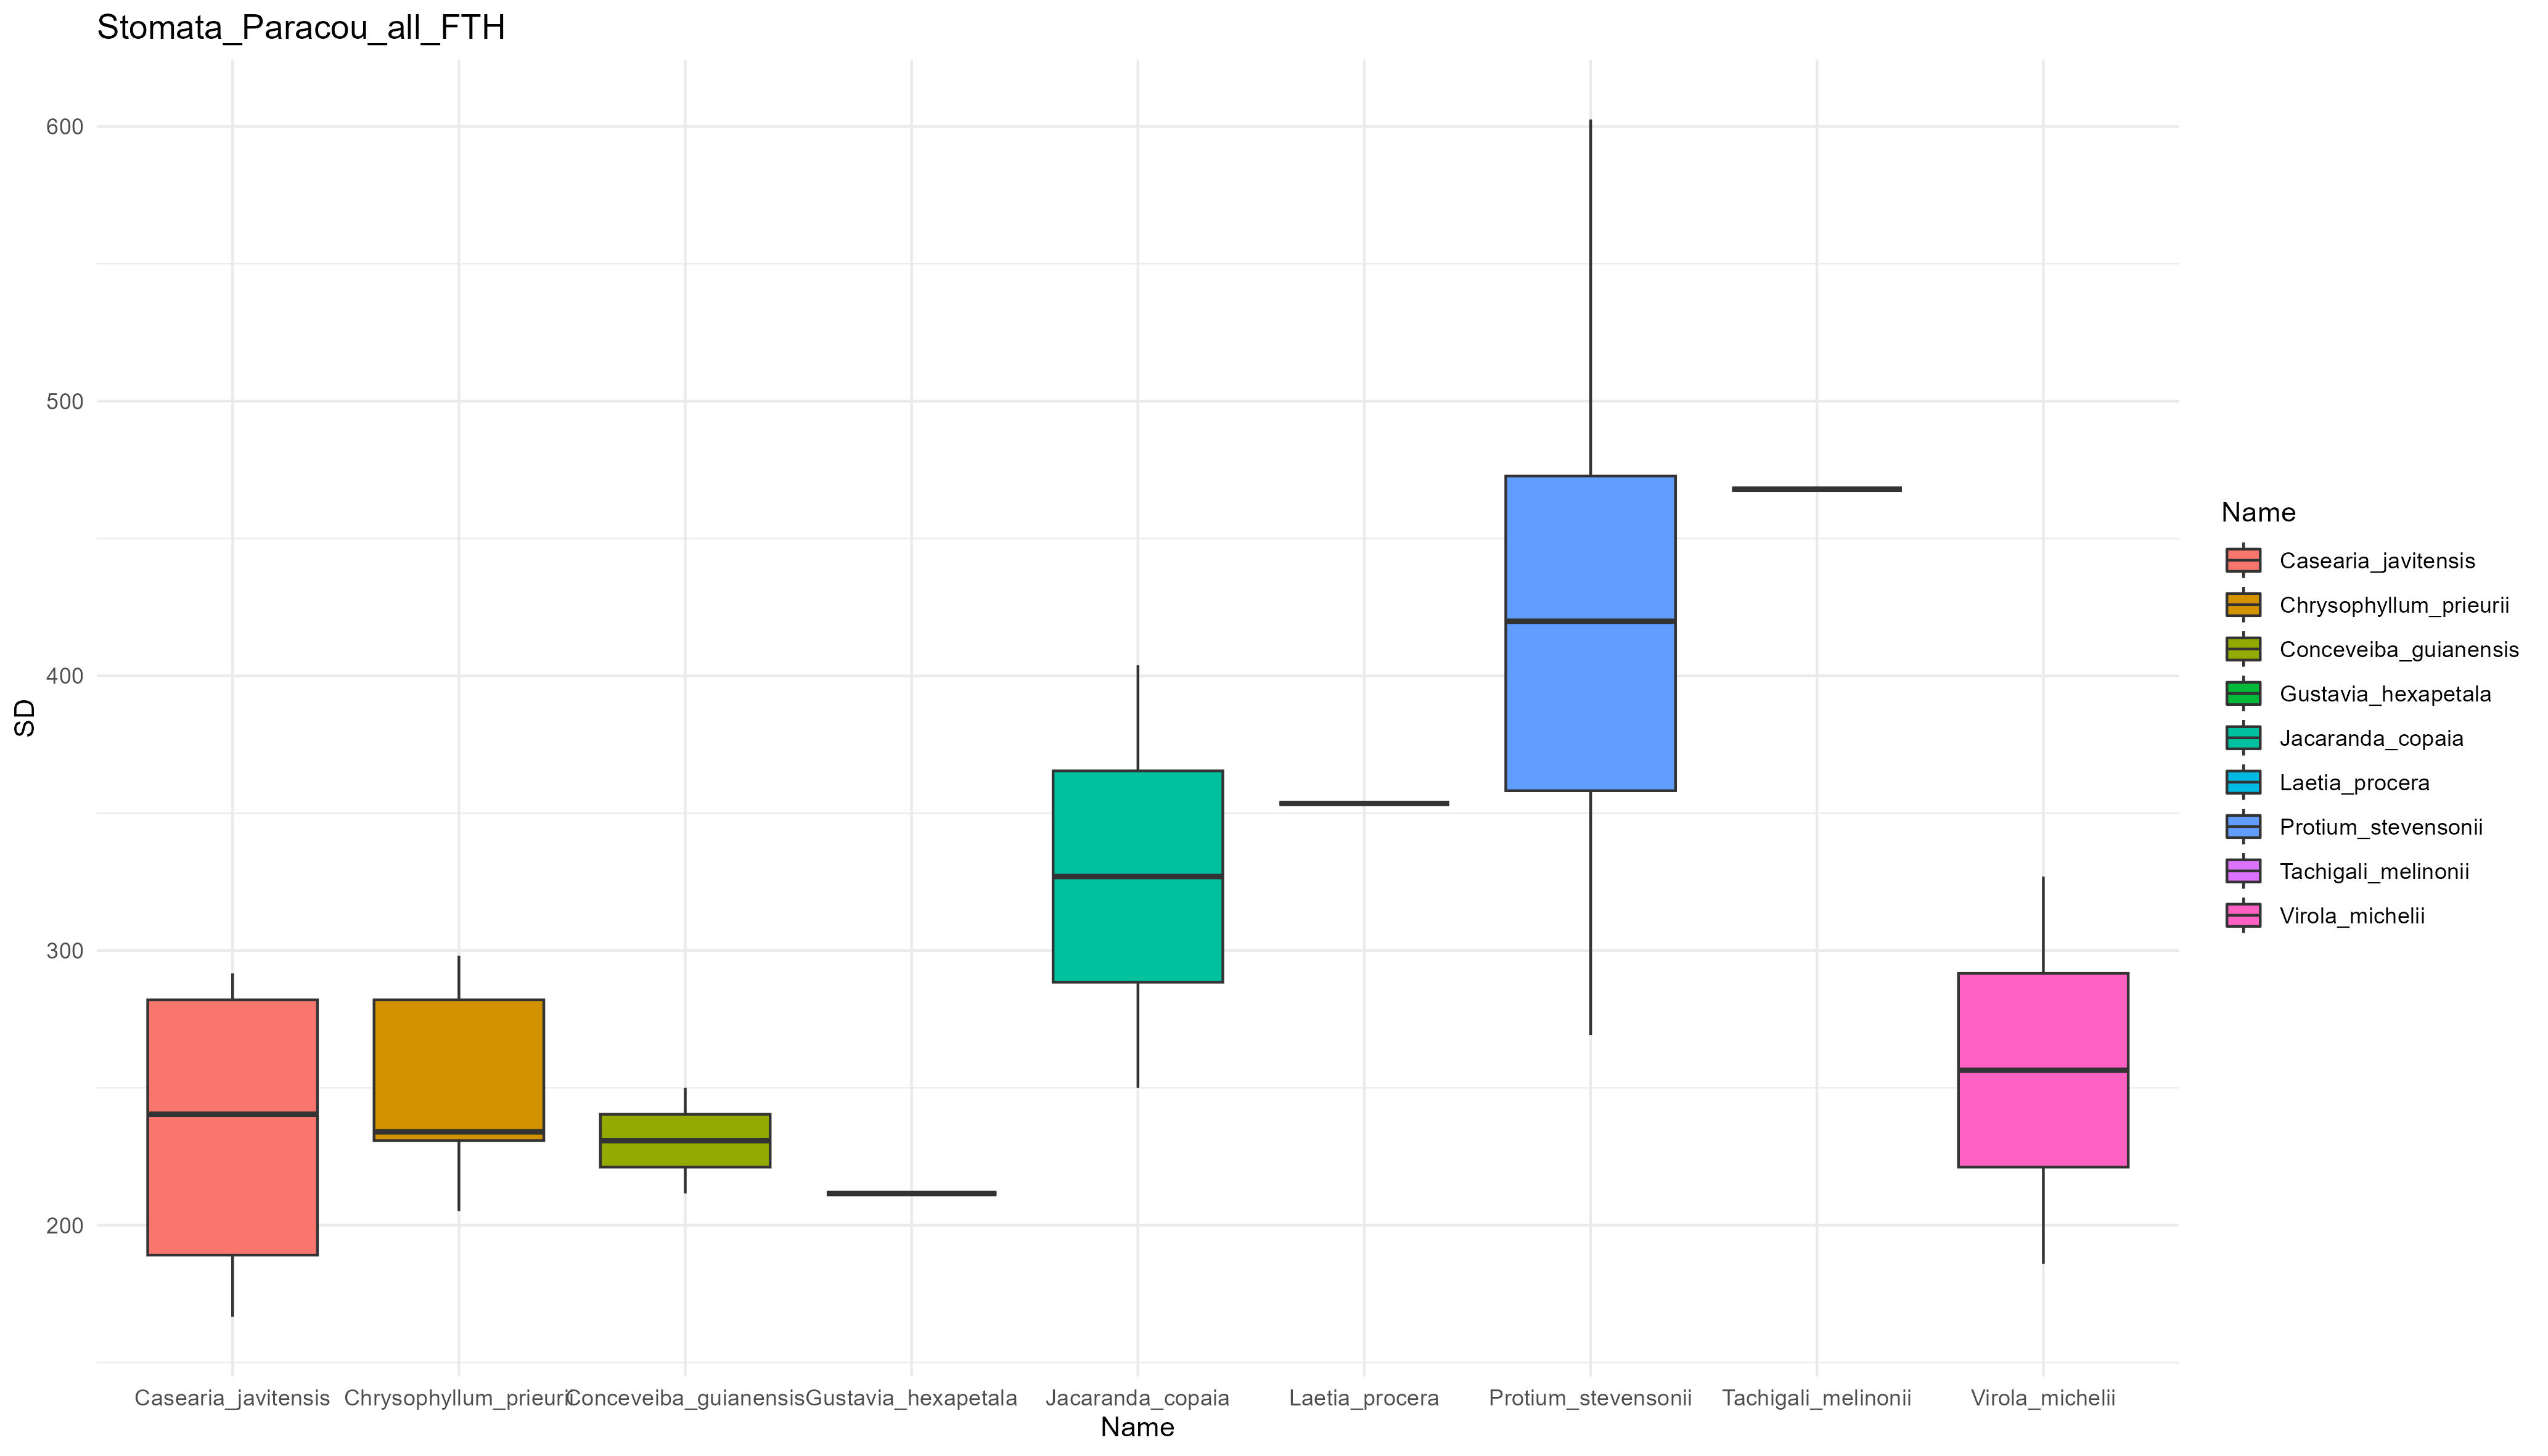 Stomata_Paracou_all_FTH
600
500
400
300
200
SD
Casearia_javitensis
Chrysophyllum_prieurii
Conceveiba_guianensis
Gustavia_hexapetala
Jacaranda_copaia
Laetia_procera
Protium_stevensonii
Tachigali_melinonii
Virola_michelii
Name
Name
Casearia_javitensis
Chrysophyllum_prieurii
Conceveiba_guianensis
Gustavia_hexapetala
Jacaranda_copaia
Laetia_procera
Protium_stevensonii
Tachigali_melinonii
Virola_michelii